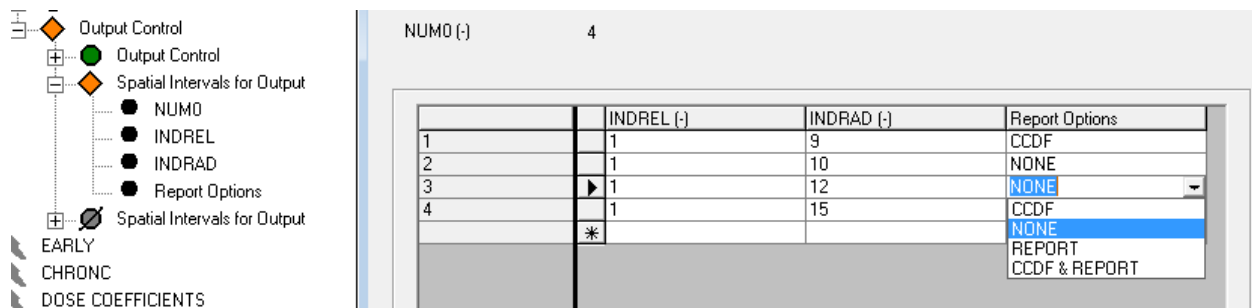 Output Control
Output Control
Spatial Intervals for Output
NUM0
INDREL
INDRAD
Report Options
Spatial Intervals for Output
EARLY
CHRONC
DOSE COEFFICIENTS
NUM0 (-) 4
INDREL (-) INDRAD (-) Report Options
1 1 9 CCDF
2 1 10 NONE
3 1 12 NONE
4 1 15
CCDF
NONE
REPORT
CCDF & REPORT